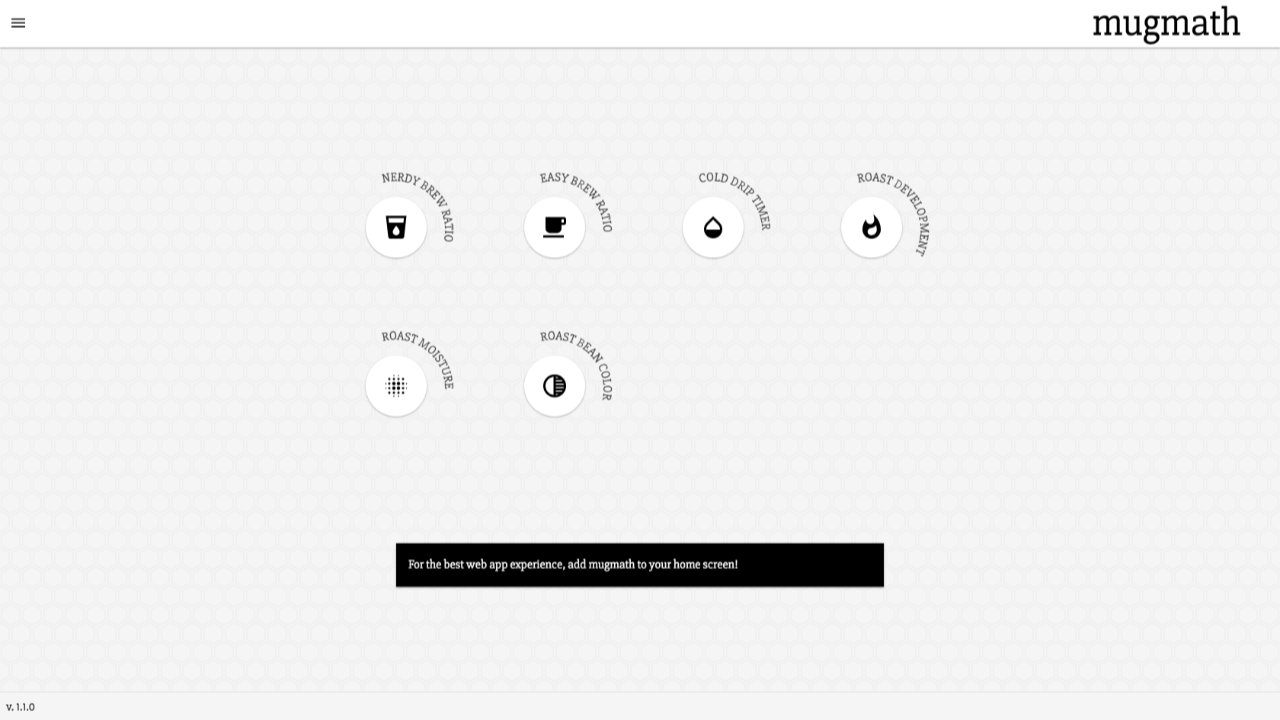 mugmath
NERDY BREW RATIO
EASY BREW RATIO
COLD DRIP TIMER
ROAST DEVELOPMENT
ROAST MOISTURE
ROAST BEAN COLOR
For the best web app experience, add mugmath to your home screen!
v. 1.1.0